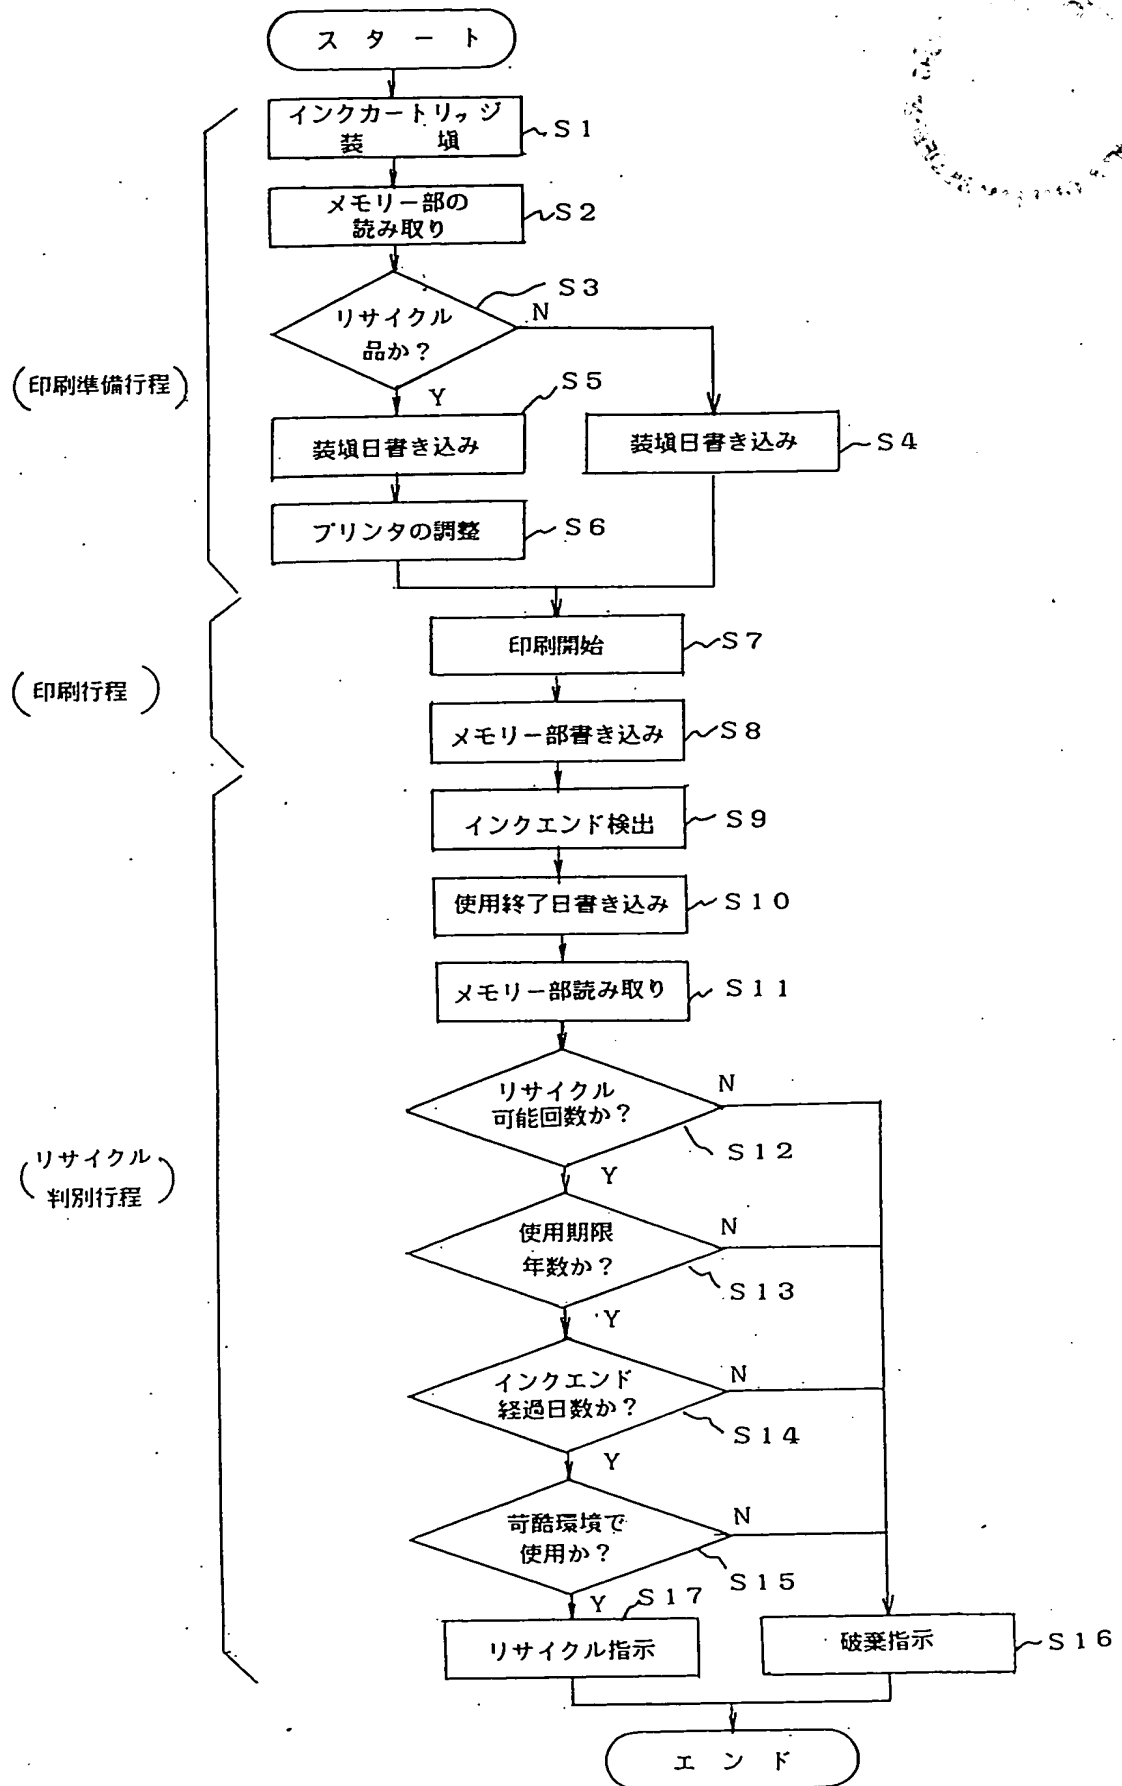 スタート
インクカートリッジ
装塡
S1
メモリー部の
読み取り
S2
S3
リサイクル
品か?
N
Y
(印刷準備行程)
S5
装塡日書き込み
装塡日書き込み
S4
プリンタの調整
S6
印刷開始
S7
(印刷行程)
メモリー部書き込み
S8
インクエンド検出
S9
使用終了日書き込み
S10
メモリー部読み取り
S11
リサイクル
可能回数か?
N
S12
Y
(リサイクル
判別行程)
使用期限
年数か?
N
S13
Y
インクエンド
経過日数か?
N
S14
Y
苛酷環境で
使用か?
N
S15
Y
S17
リサイクル指示
破棄指示
S16
エンド